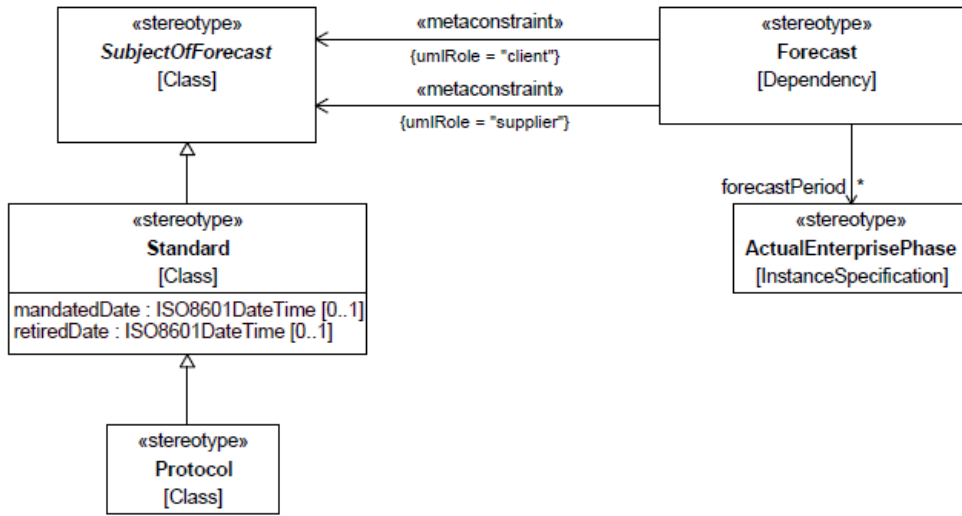 «stereotype»
SubjectOfForecast
[Class]
«metaconstraint»
{umlRole = "client"}
«metaconstraint»
{umlRole = "supplier"}
«stereotype»
Forecast
[Dependency]
forecastPeriod *
«stereotype»
Standard
[Class]
mandatedDate : ISO8601DateTime [0..1]
retiredDate : ISO8601DateTime [0..1]
«stereotype»
ActualEnterprisePhase
[InstanceSpecification]
«stereotype»
Protocol
[Class]